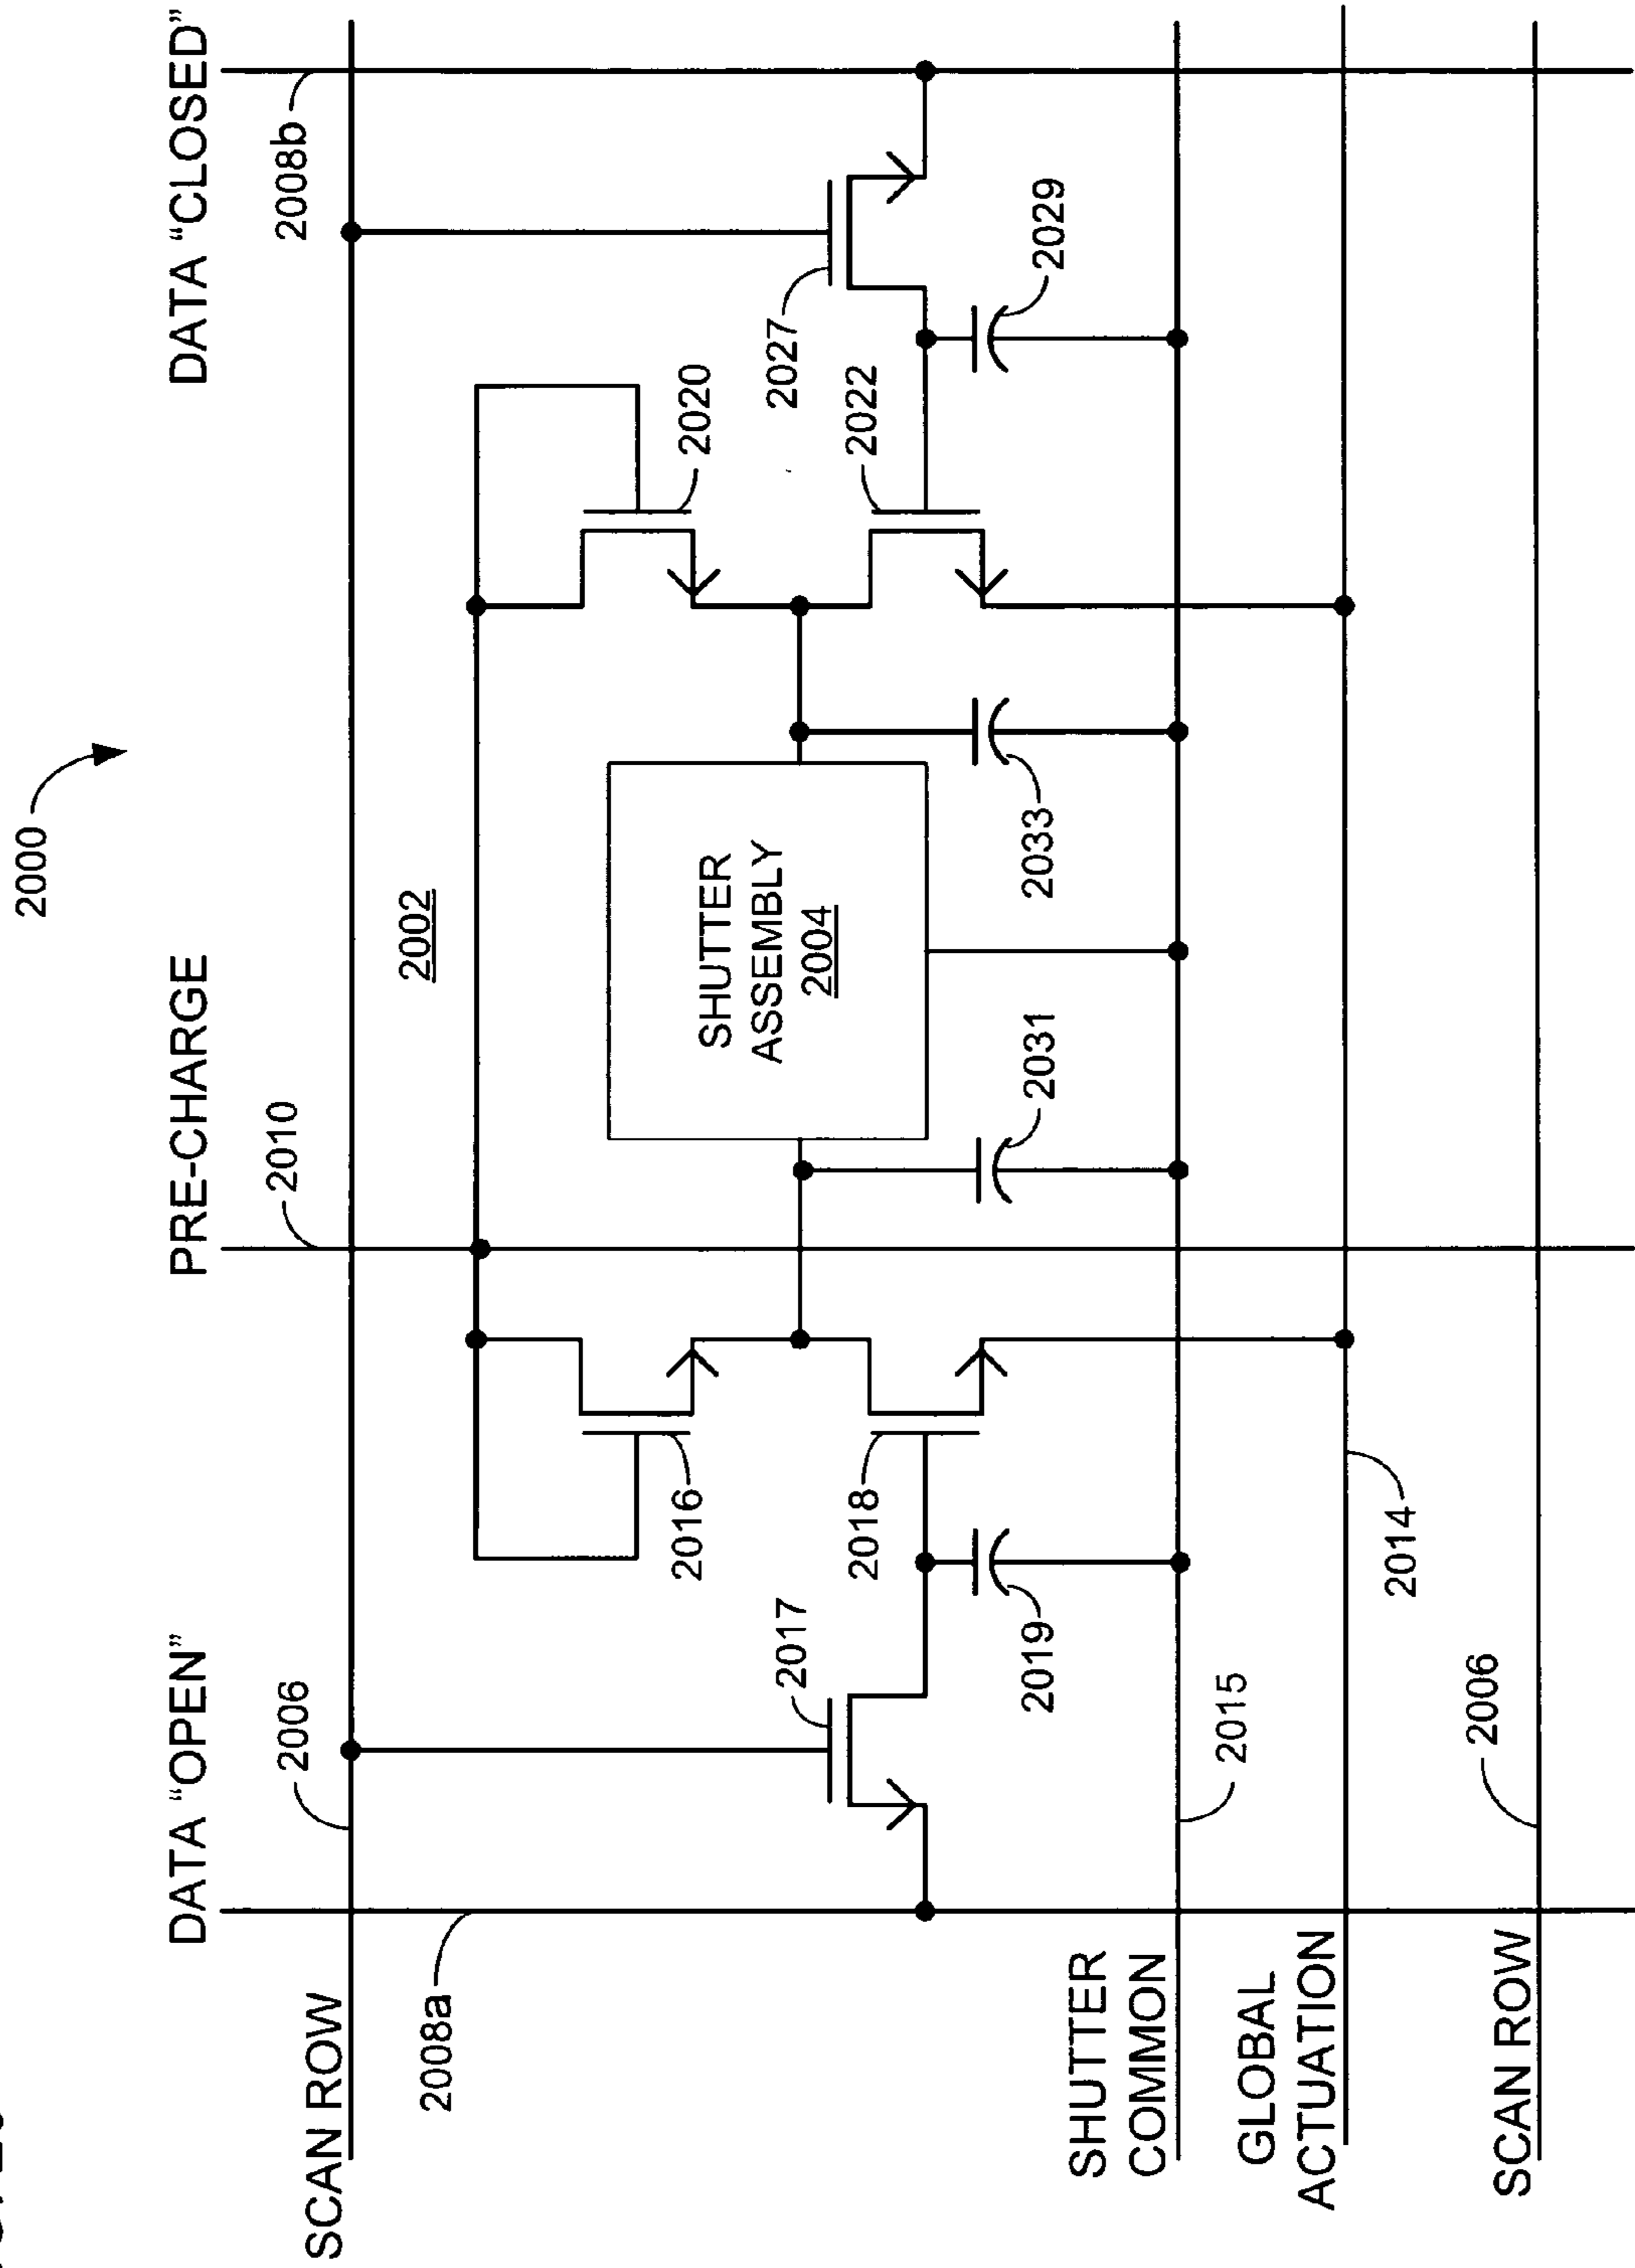 2000
DATA “OPEN”
PRE-CHARGE
DATA “CLOSED”
2006
2010
2008b
SCAN ROW
2002
2008a
2016
2020
SHUTTER
ASSEMBLY
2004
2017
2027
2018
2022
2019
2031
2033
2029
SHUTTER
COMMON
2015
GLOBAL
ACTUATION
2014
2006
SCAN ROW